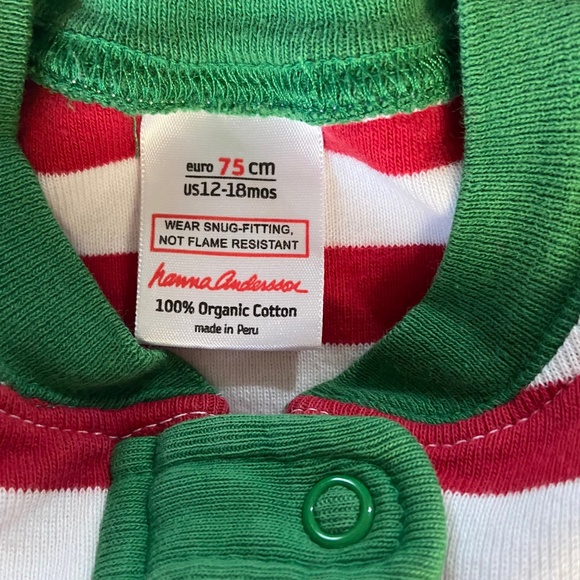 euro 75 cm
us12-18mos
WEAR SNUG-FITTING,
NOT FLAME RESISTANT
hanna andersson
100% Organic Cotton
made in Peru